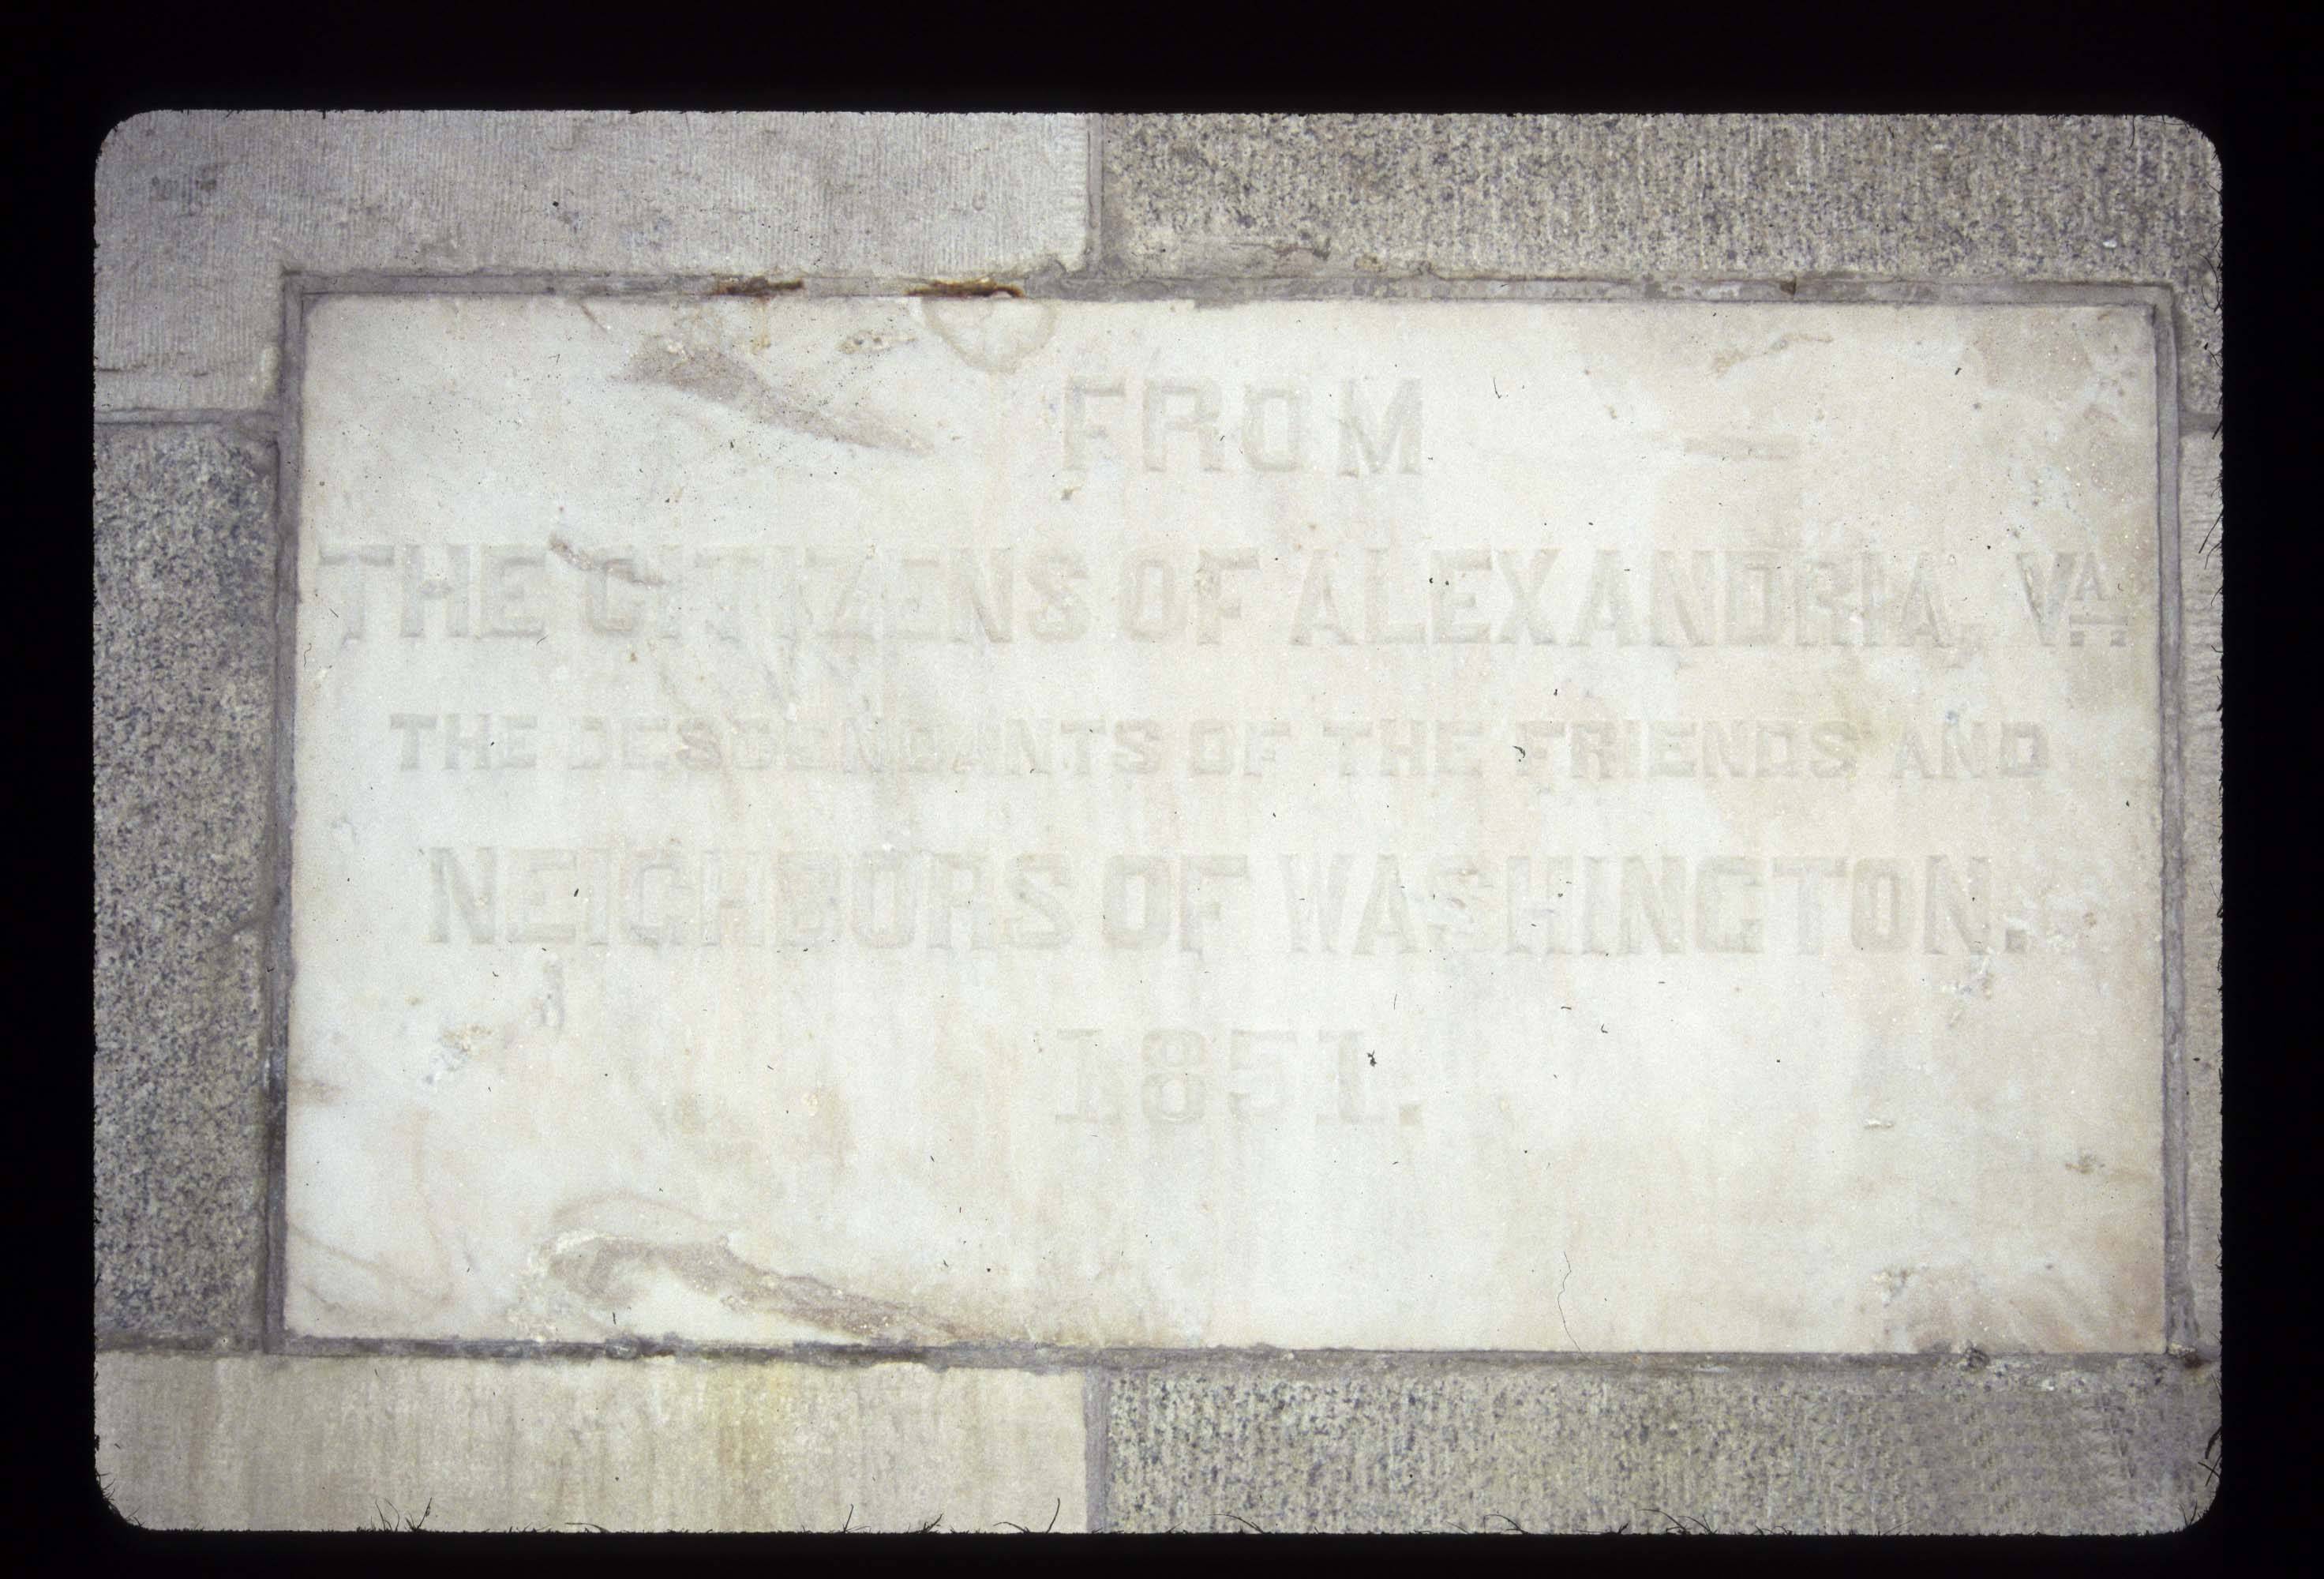 FROM
THE CITIZENS OF ALEXANDRIA, VA.
THE DESCENDANTS OF THE FRIENDS AND
NEIGHBORS OF WASHINGTON.
1851.